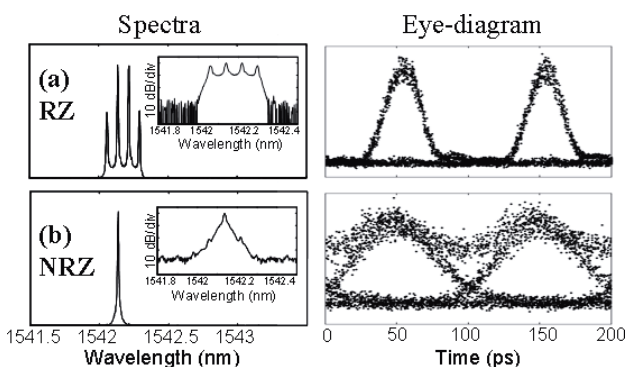 Spectra
Eye-diagram
(a)
RZ
10 dB/div
1541.8 1542 1542.2 1542.4
Wavelength (nm)
(b)
NRZ
10 dB/div
1541.8 1542 1542.2 1542.4
Wavelength (nm)
1541.5 1542 1542.5 1543
Wavelength (nm)
0 50 100 150 200
Time (ps)